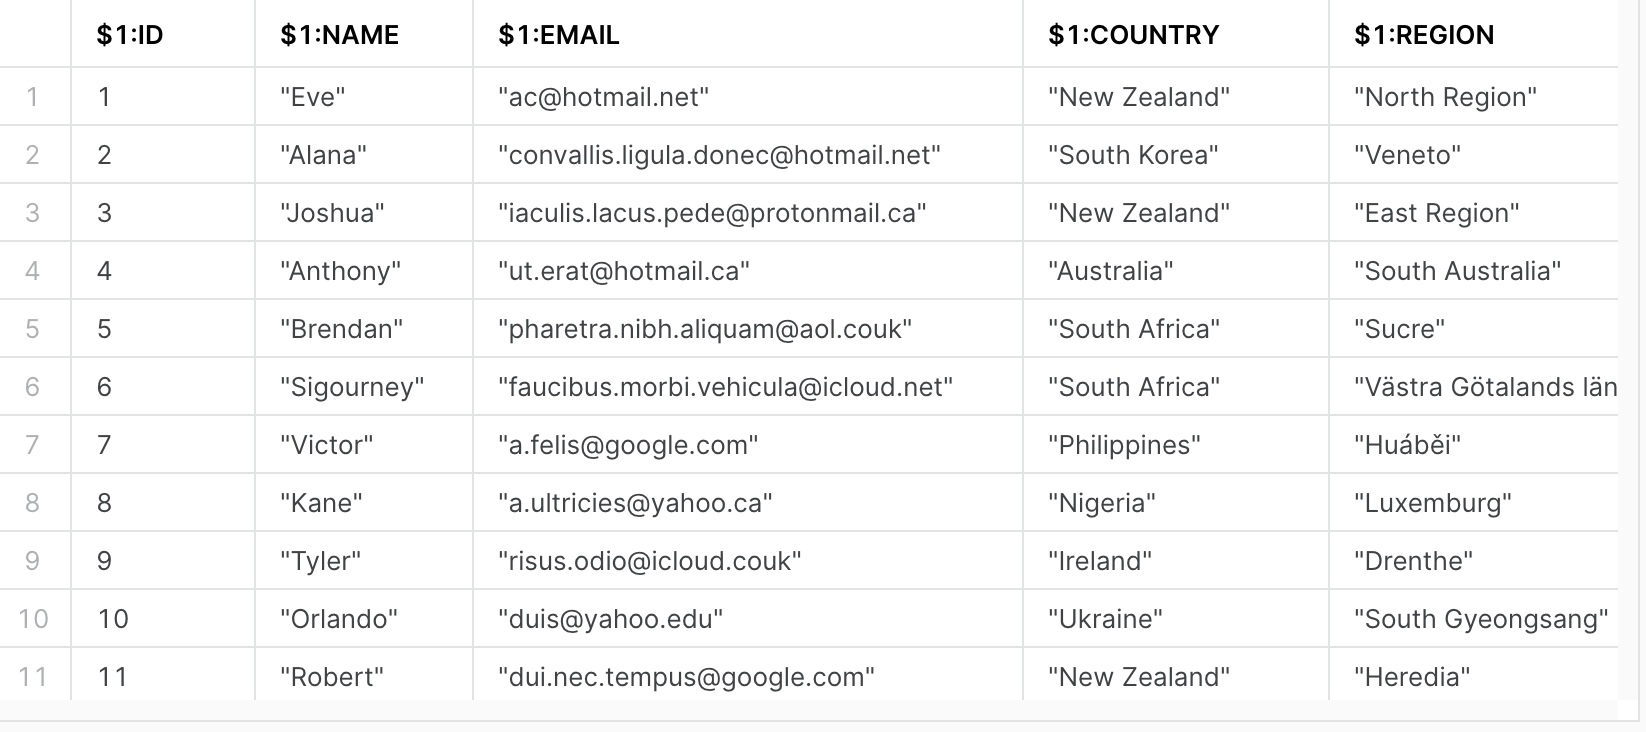 $1:ID $1:NAME $1:EMAIL $1:COUNTRY $1:REGION
1 1 "Eve" "ac@hotmail.net" "New Zealand" "North Region"
2 2 "Alana" "convallis.ligula.donec@hotmail.net" "South Korea" "Veneto"
3 3 "Joshua" "iaculis.lacus.pede@protonmail.ca" "New Zealand" "East Region"
4 4 "Anthony" "ut.erat@hotmail.ca" "Australia" "South Australia"
5 5 "Brendan" "pharetra.nibh.aliquam@aol.couk" "South Africa" "Sucre"
6 6 "Sigourney" "faucibus.morbi.vehicula@icloud.net" "South Africa" "Västra Götalands län
7 7 "Victor" "a.felis@google.com" "Philippines" "Huáběi"
8 8 "Kane" "a.ultricies@yahoo.ca" "Nigeria" "Luxemburg"
9 9 "Tyler" "risus.odio@icloud.couk" "Ireland" "Drenthe"
10 10 "Orlando" "duis@yahoo.edu" "Ukraine" "South Gyeongsang"
11 11 "Robert" "dui.nec.tempus@google.com" "New Zealand" "Heredia"